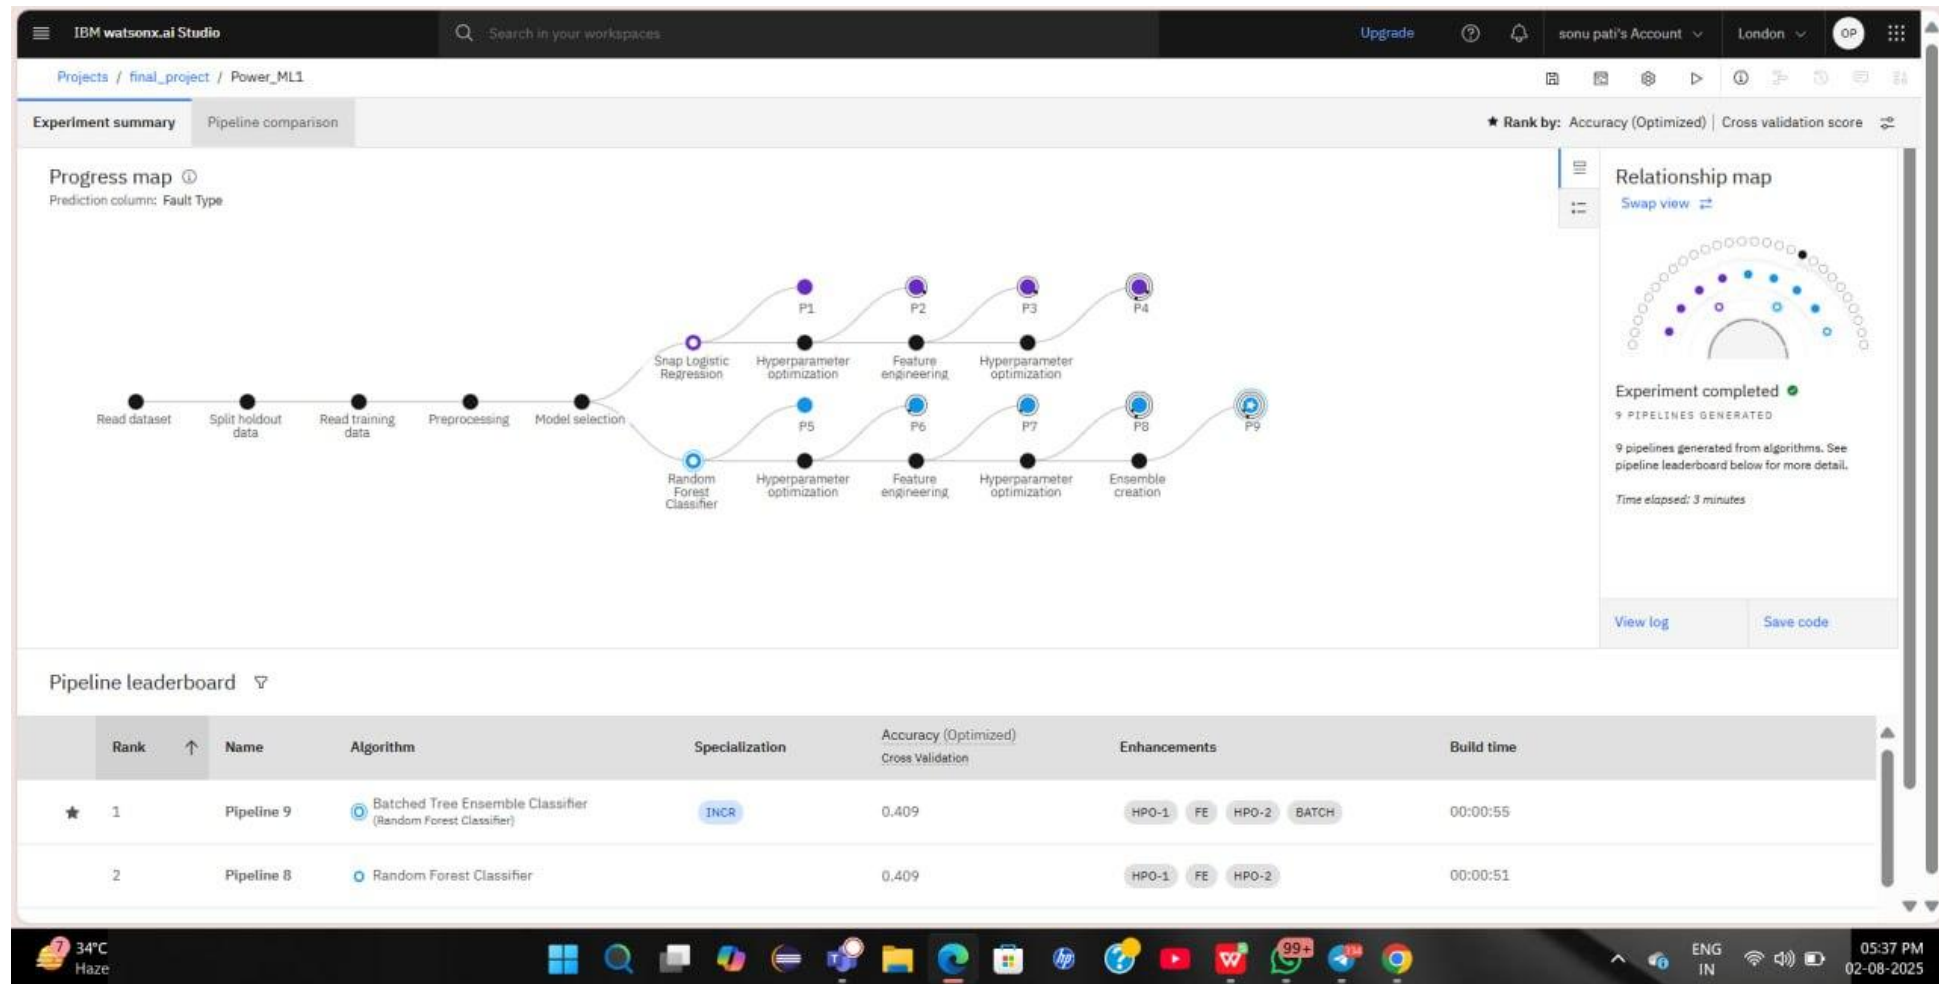 IBM watsonx.ai Studio
Search in your workspaces
Upgrade
sonu pati's Account
London
OP
Projects / final_project / Power_ML1
Experiment summary
Pipeline comparison
★ Rank by: Accuracy (Optimized) | Cross validation score
Progress map
Prediction column: Fault Type
P1
P2
P3
P4
Snap Logistic
Regression
Hyperparameter
optimization
Feature
engineering
Hyperparameter
optimization
Read dataset
Split holdout
data
Read training
data
Preprocessing
Model selection
P5
P6
P7
P8
P9
Random
Forest
Classifier
Hyperparameter
optimization
Feature
engineering
Hyperparameter
optimization
Ensemble
creation
Relationship map
Swap view
Experiment completed
9 PIPELINES GENERATED
9 pipelines generated from algorithms. See
pipeline leaderboard below for more detail.
Time elapsed: 3 minutes
View log
Save code
Pipeline leaderboard
Rank ↑ Name Algorithm Specialization Accuracy (Optimized) Enhancements Build time
Cross Validation
★ 1 Pipeline 9 Batched Tree Ensemble Classifier INCR 0.409 HPO-1 FE HPO-2 BATCH 00:00:55
(Random Forest Classifier)
2 Pipeline 8 Random Forest Classifier 0.409 HPO-1 FE HPO-2 00:00:51
7
34°C
Haze
hp
99+
334
ENG
IN
05:37 PM
02-08-2025